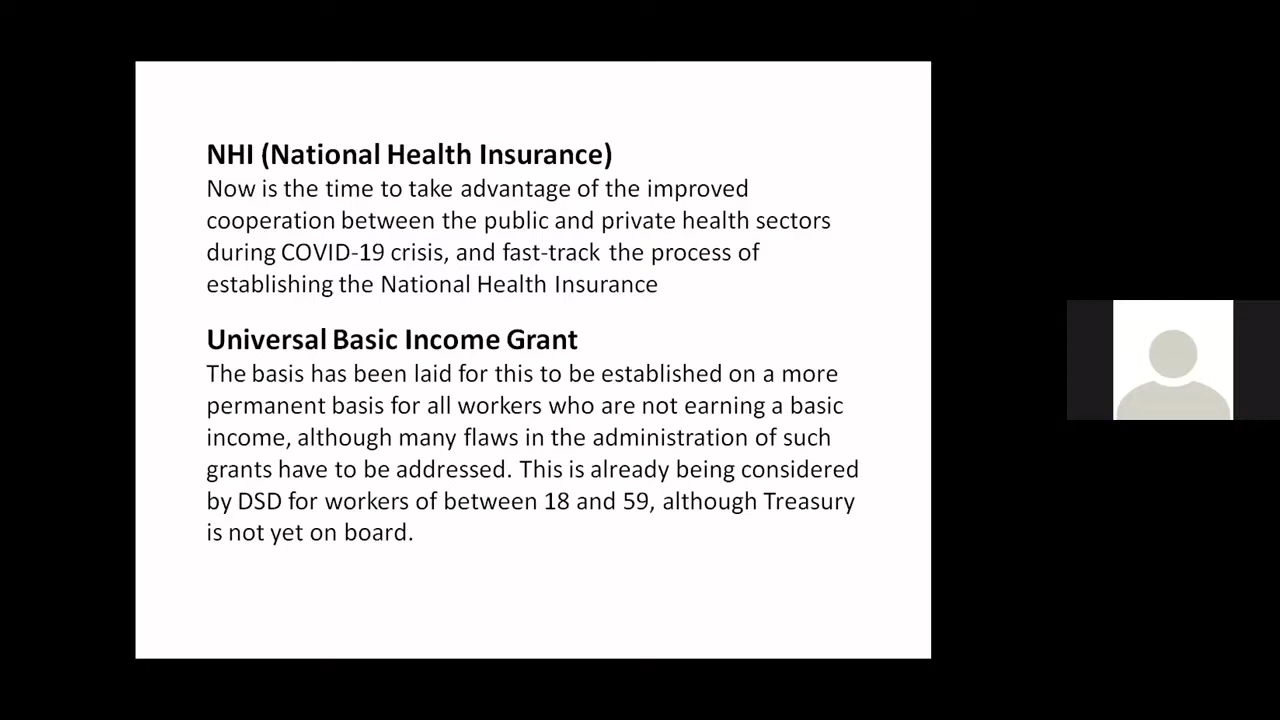 NHI (National Health Insurance)
Now is the time to take advantage of the improved
cooperation between the public and private health sectors
during COVID-19 crisis, and fast-track the process of
establishing the National Health Insurance
Universal Basic Income Grant
The basis has been laid for this to be established on a more
permanent basis for all workers who are not earning a basic
income, although many flaws in the administration of such
grants have to be addressed. This is already being considered
by DSD for workers of between 18 and 59, although Treasury
is not yet on board.